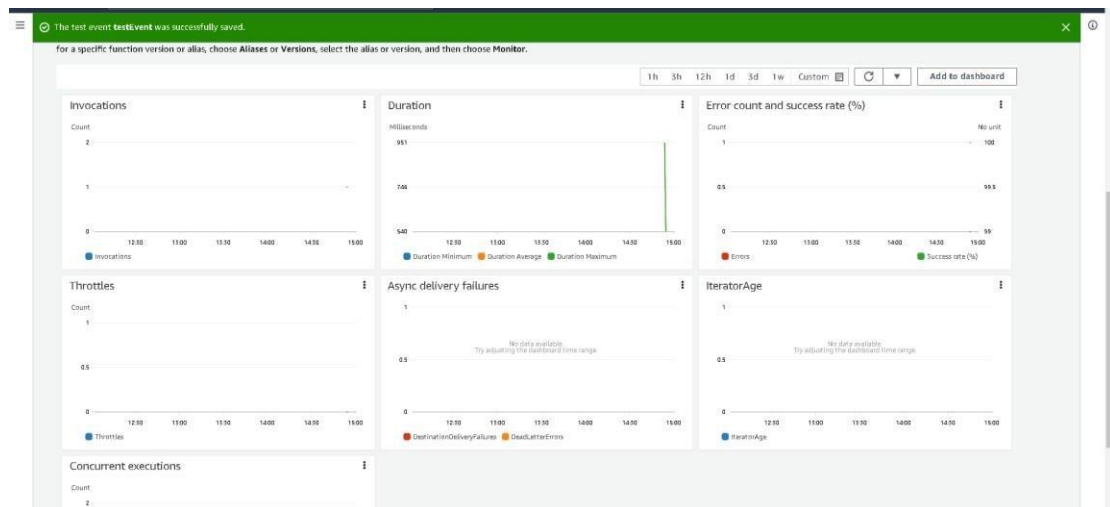 The test event testEvent was successfully saved.
for a specific function version or alias, choose Aliases or Versions, select the alias or version, and then choose Monitor.
1h 3h 12h 1d 3d 1w Custom Add to dashboard
Invocations
Count
2
1
0
12:30 13:00 13:30 14:00 14:30 15:00
Invocations
Duration
Milliseconds
951
746
540
12:30 13:00 13:30 14:00 14:30 15:00
Duration Minimum Duration Average Duration Maximum
Error count and success rate (%)
Count No unit
1 100
0.5 99.5
0 99
12:30 13:00 13:30 14:00 14:30 15:00
Errors Success rate (%)
Throttles
Count
1
0.5
0
12:30 13:00 13:30 14:00 14:30 15:00
Throttles
Async delivery failures
1
No data available.
Try adjusting the dashboard time range.
0.5
0
12:30 13:00 13:30 14:00 14:30 15:00
DestinationDeliveryFailures DeadLetterErrors
IteratorAge
1
No data available.
Try adjusting the dashboard time range.
0.5
0
12:30 13:00 13:30 14:00 14:30 15:00
IteratorAge
Concurrent executions
Count
2